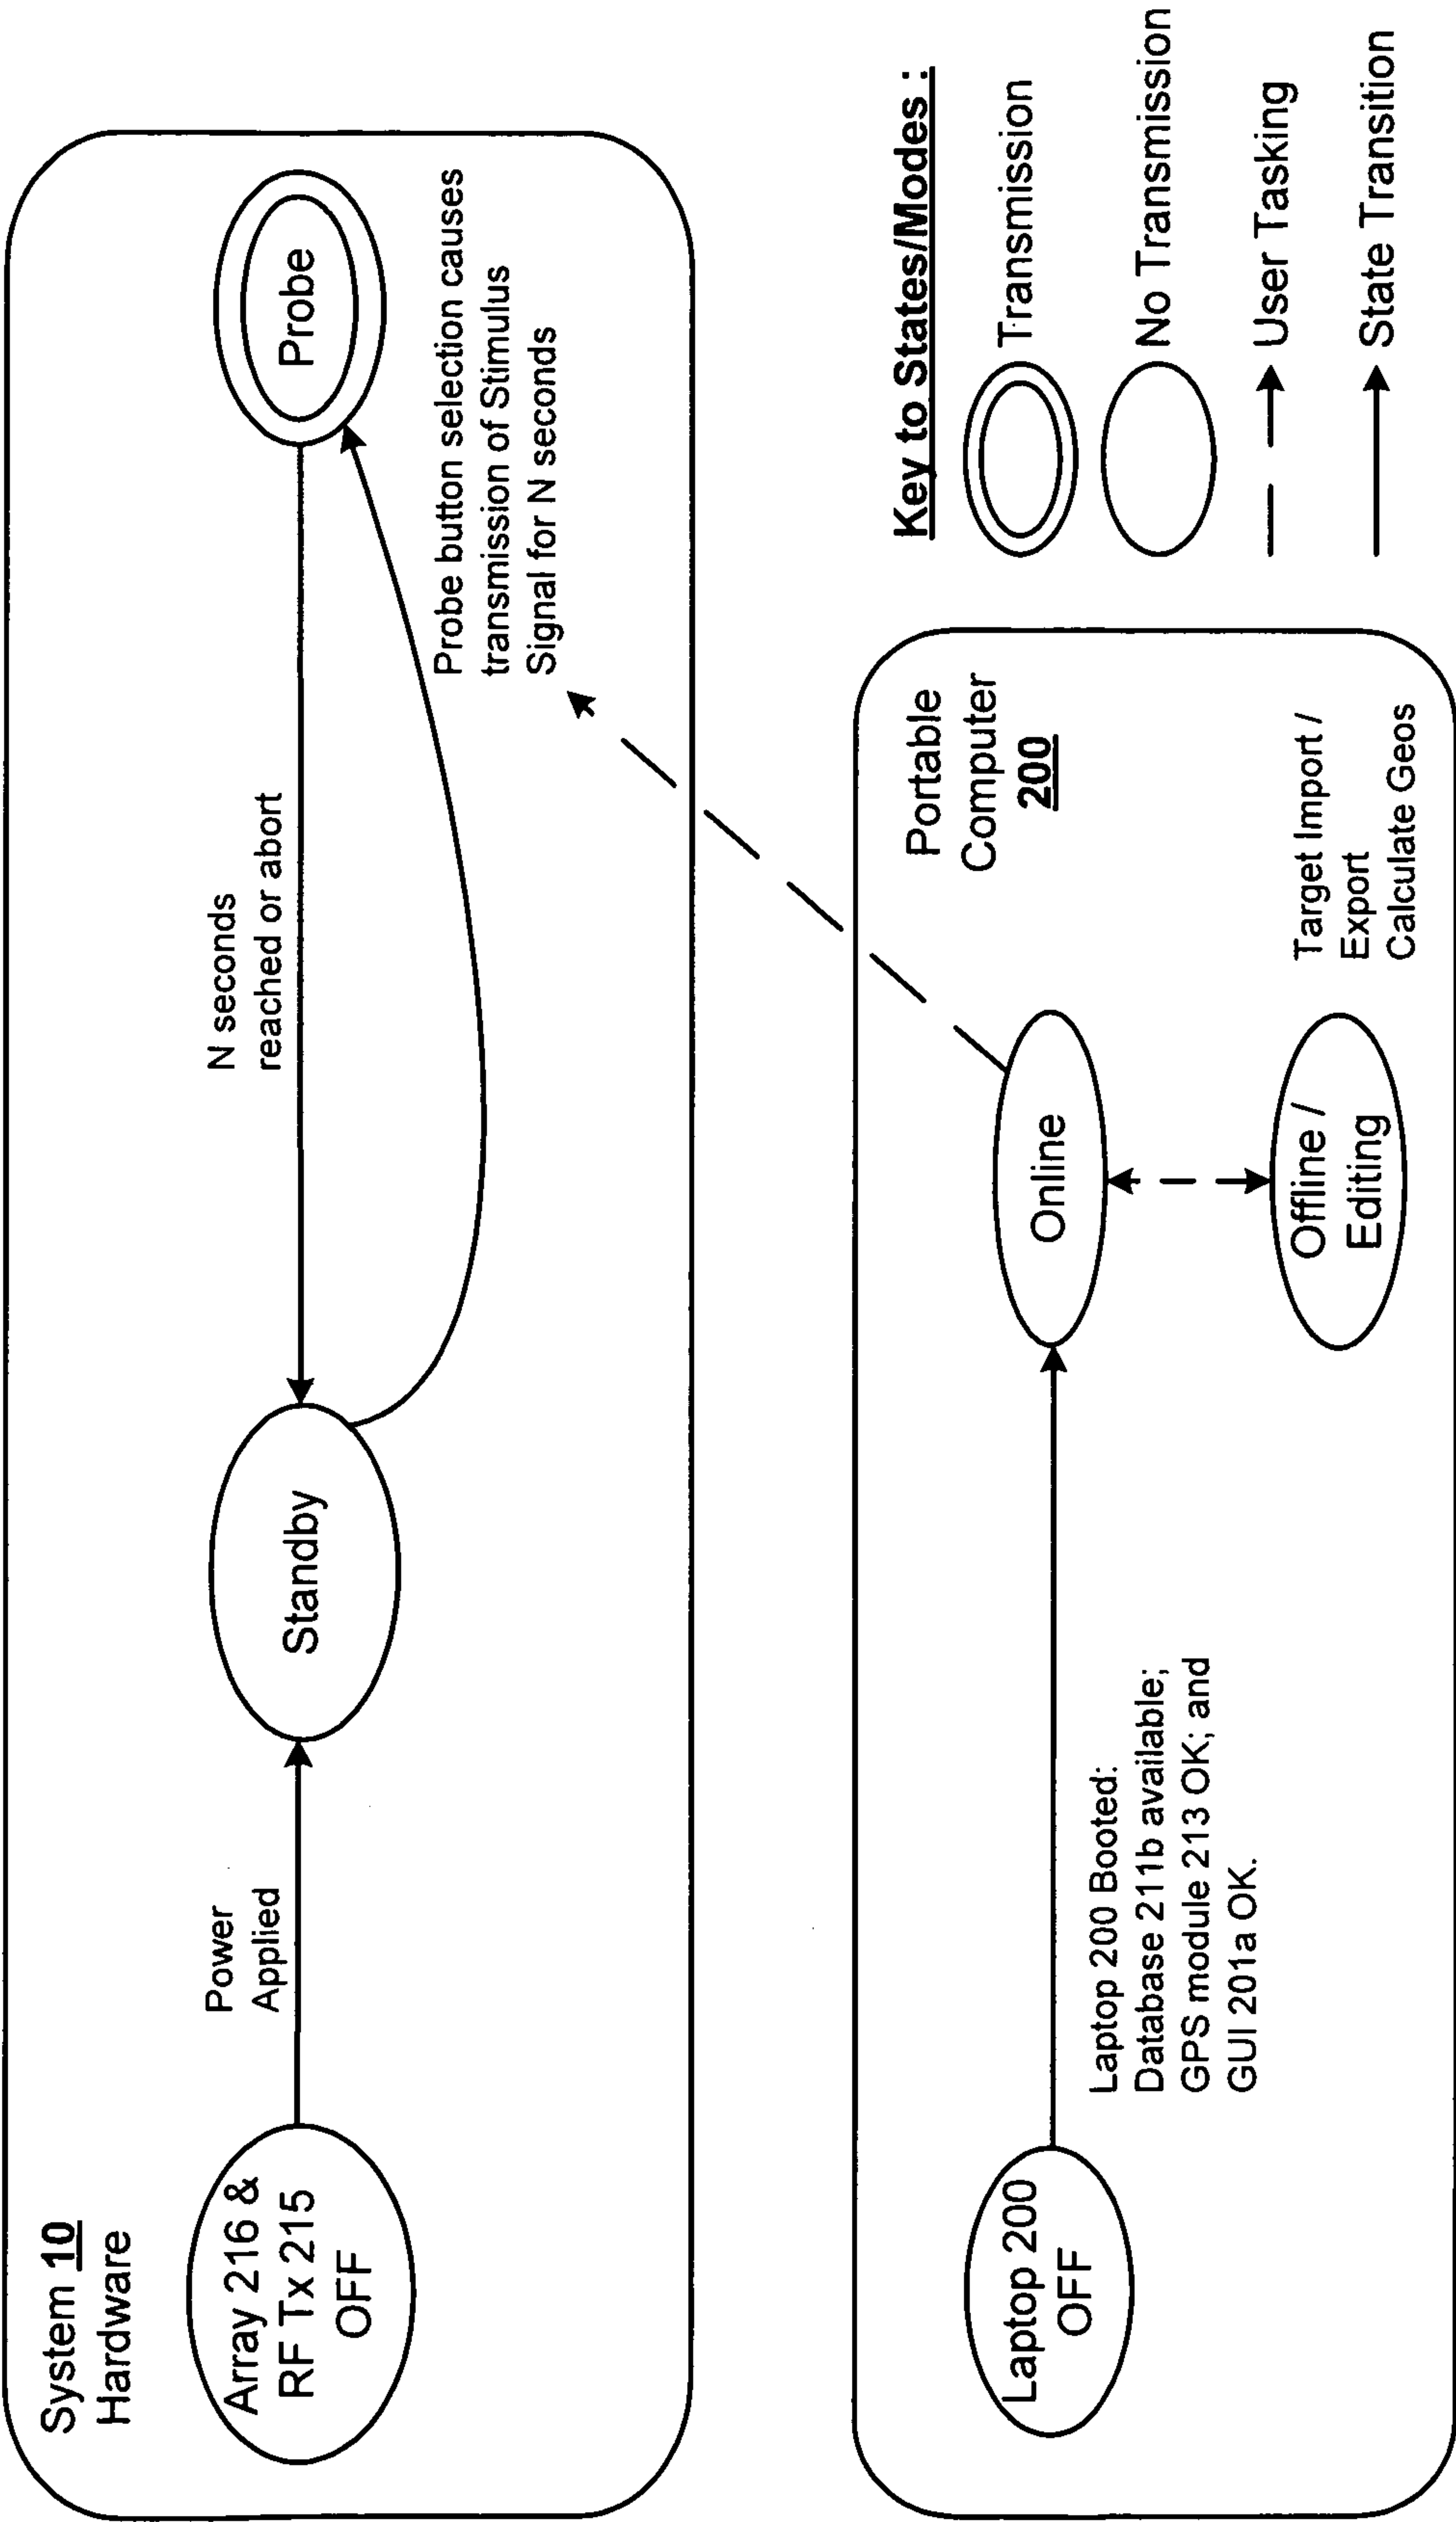 System 10
Hardware
Array 216 &
RF Tx 215
OFF
Power
Applied
Standby
N seconds
reached or abort
Probe
Probe button selection causes
transmission of Stimulus
Signal for N seconds
Laptop 200
OFF
Laptop 200 Booted:
Database 211b available;
GPS module 213 OK; and
GUI 201a OK.
Online
Offline /
Editing
Portable
Computer
200
Target Import /
Export
Calculate Geos
Key to States/Modes :
Transmission
No Transmission
User Tasking
State Transition